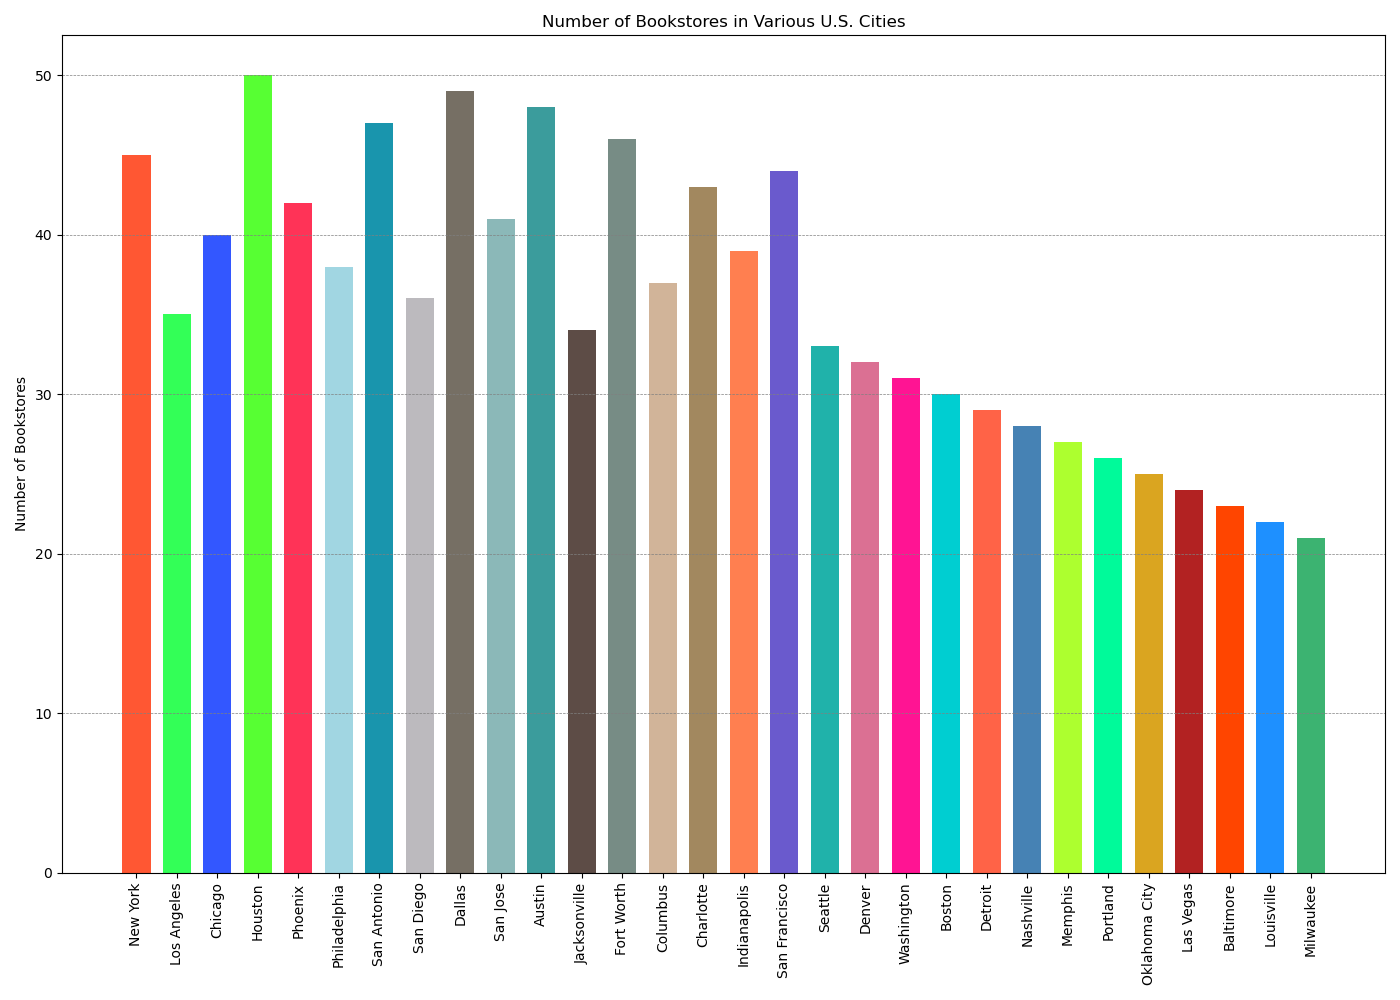 Number of Bookstores in Various U.S. Cities
Number of Bookstores
50
40
30
20
10
0
New York
Los Angeles
Chicago
Houston
Phoenix
Philadelphia
San Antonio
San Diego
Dallas
San Jose
Austin
Jacksonville
Fort Worth
Columbus
Charlotte
Indianapolis
San Francisco
Seattle
Denver
Washington
Boston
Detroit
Nashville
Memphis
Portland
Oklahoma City
Las Vegas
Baltimore
Louisville
Milwaukee